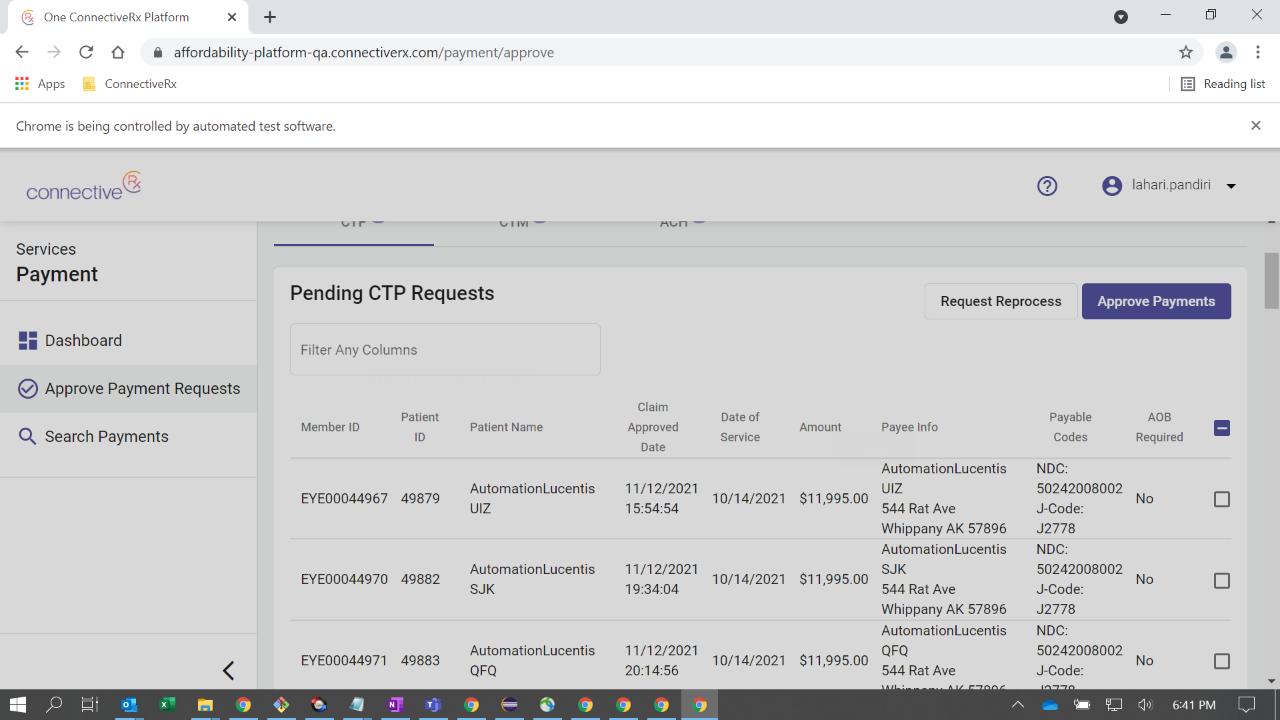 One ConnectiveRx Platform
affordability-platform-qa.connectiverx.com/payment/approve
Apps
ConnectiveRx
Reading list
Chrome is being controlled by automated test software.
connective Rx
lahari.pandiri
Services
Payment
Dashboard
Approve Payment Requests
Search Payments
CTP
CTM
ACH
Pending CTP Requests
Request Reprocess
Approve Payments
Filter Any Columns
Member ID
Patient
ID
Patient Name
Claim
Approved
Date
Date of
Service
Amount
Payee Info
Payable
Codes
AOB
Required
EYE00044967
49879
AutomationLucentis
UIZ
11/12/2021
15:54:54
10/14/2021
$11,995.00
AutomationLucentis
UIZ
544 Rat Ave
Whippany AK 57896
NDC:
50242008002
J-Code:
J2778
No
EYE00044970
49882
AutomationLucentis
SJK
11/12/2021
19:34:04
10/14/2021
$11,995.00
AutomationLucentis
SJK
544 Rat Ave
Whippany AK 57896
NDC:
50242008002
J-Code:
J2778
No
EYE00044971
49883
AutomationLucentis
QFQ
11/12/2021
20:14:56
10/14/2021
$11,995.00
AutomationLucentis
QFQ
544 Rat Ave
Whippany AK 57896
NDC:
50242008002
J-Code:
J2778
No
6:41 PM